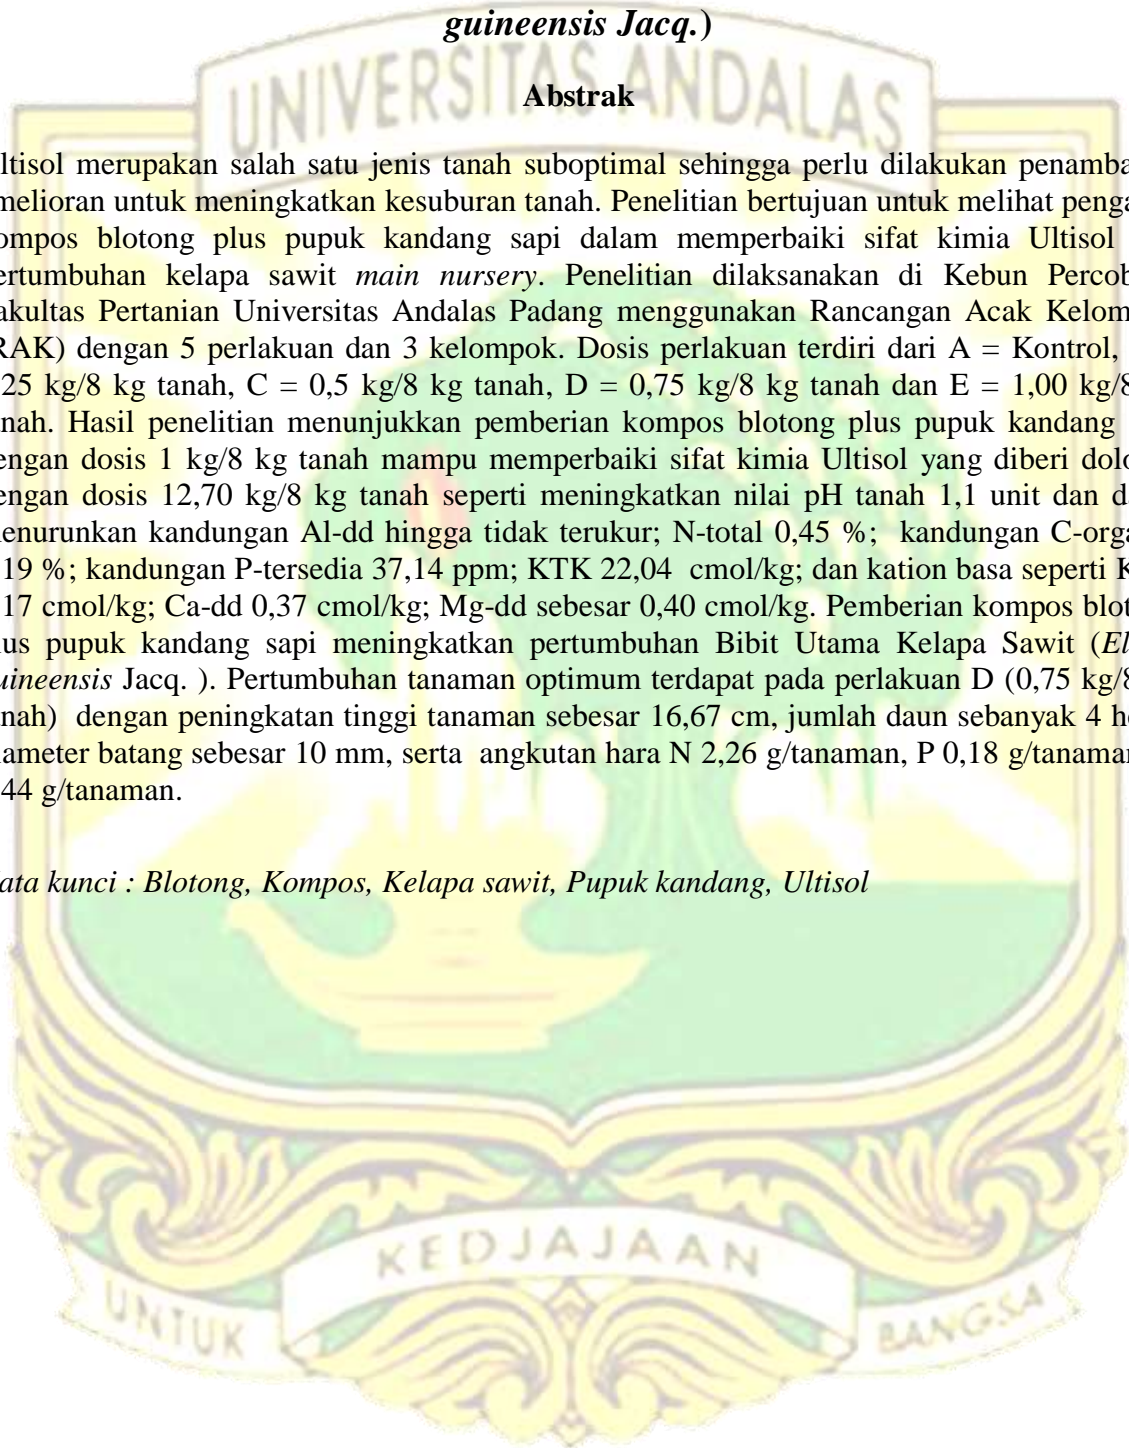 guineensis Jacq.)
UNIVERSITAS ANDALAS
Abstrak
ltisol merupakan salah satu jenis tanah suboptimal sehingga perlu dilakukan penamba
melioran untuk meningkatkan kesuburan tanah. Penelitian bertujuan untuk melihat penga
ompos blotong plus pupuk kandang sapi dalam memperbaiki sifat kimia Ultisol
ertumbuhan kelapa sawit main nursery. Penelitian dilaksanakan di Kebun Percob
akultas Pertanian Universitas Andalas Padang menggunakan Rancangan Acak Kelom
RAK) dengan 5 perlakuan dan 3 kelompok. Dosis perlakuan terdiri dari A = Kontrol,
25 kg/8 kg tanah, C = 0,5 kg/8 kg tanah, D = 0,75 kg/8 kg tanah dan E = 1,00 kg/8
nah. Hasil penelitian menunjukkan pemberian kompos blotong plus pupuk kandang
engan dosis 1 kg/8 kg tanah mampu memperbaiki sifat kimia Ultisol yang diberi dolo
engan dosis 12,70 kg/8 kg tanah seperti meningkatkan nilai pH tanah 1,1 unit dan da
enurunkan kandungan Al-dd hingga tidak terukur; N-total 0,45 %; kandungan C-orga
19 %; kandungan P-tersedia 37,14 ppm; KTK 22,04 cmol/kg; dan kation basa seperti K
17 cmol/kg; Ca-dd 0,37 cmol/kg; Mg-dd sebesar 0,40 cmol/kg. Pemberian kompos blot
lus pupuk kandang sapi meningkatkan pertumbuhan Bibit Utama Kelapa Sawit (El
uineensis Jacq. ). Pertumbuhan tanaman optimum terdapat pada perlakuan D (0,75 kg/8
nah) dengan peningkatan tinggi tanaman sebesar 16,67 cm, jumlah daun sebanyak 4 he
iameter batang sebesar 10 mm, serta angkutan hara N 2,26 g/tanaman, P 0,18 g/tanaman
44 g/tanaman.
ata kunci : Blotong, Kompos, Kelapa sawit, Pupuk kandang, Ultisol
KEDJAJAAN
UNTUK BANGSA